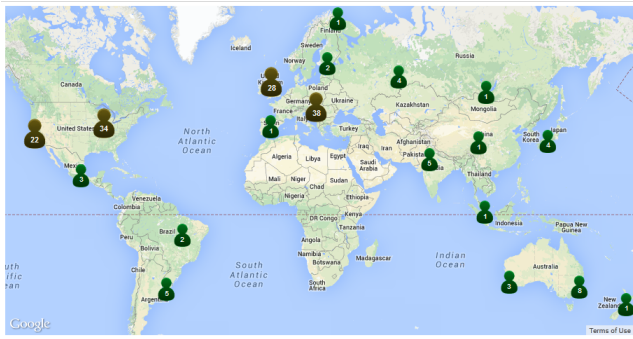 1
Finland
Iceland
Sweden
Russia
Norway
2
4
Canada
28
Poland
1
Germany
Ukraine
38
Kazakhstan
Mongolia
France
22
United States
34
Spain
1
Turkey
South
Korea
Japan
4
North
Atlantic
Ocean
Iraq
Iran
Afghanistan
Pakistan
5
1
Algeria
Libya
Egypt
Saudi
Arabia
3
Mali
Niger
Chad
Sudan
Thailand
Nigeria
Ethiopia
Venezuela
Colombia
Kenya
DR Congo
Tanzania
1
Indonesia
Papua New
Guinea
Peru
Brazil
2
Bolivia
Angola
Namibia
Botswana
Madagascar
Indian
Ocean
Australia
Chile
South
Atlantic
Ocean
South
Africa
3
8
5
New
Zealand
1
Google
Terms of Use